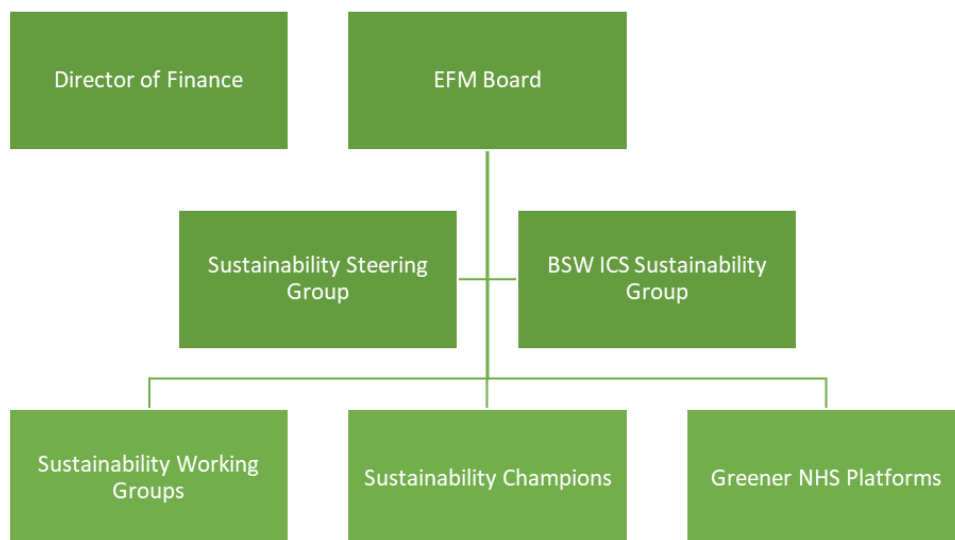 Director of Finance
EFM Board
Sustainability Steering
Group
BSW ICS Sustainability
Group
Sustainability Working
Groups
Sustainability Champions
Greener NHS Platforms